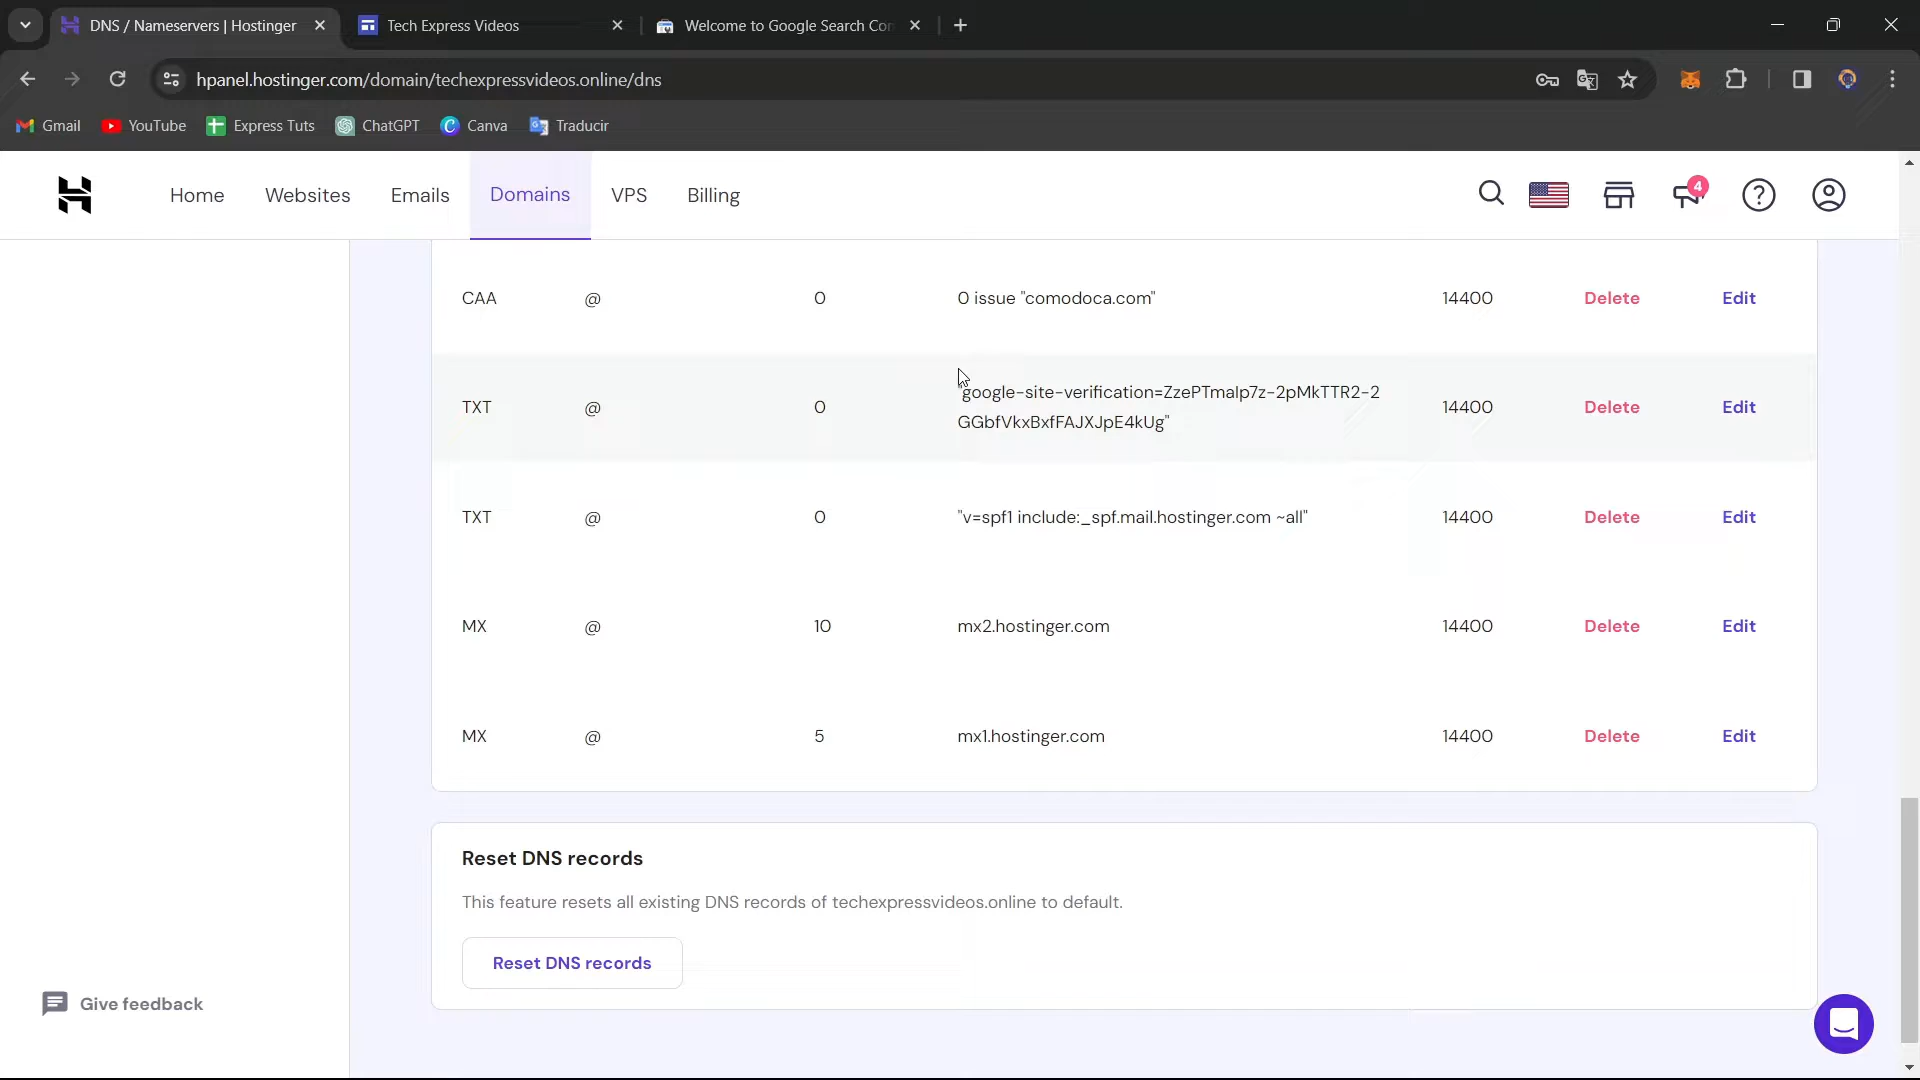 DNS / Nameservers | Hostinger
Tech Express Videos
Welcome to Google Search Con
hpanel.hostinger.com/domain/techexpressvideos.online/dns
Gmail
YouTube
Express Tuts
ChatGPT
Canva
Traducir
Home
Websites
Emails
Domains
VPS
Billing
4
CAA @ 0 0 issue "comodoca.com" 14400 Delete Edit
TXT @ 0 "google-site-verification=ZzePTmaIp7z-2pMkTTR2-2
GGbfVkxBxfFAJXJpE4kUg" 14400 Delete Edit
TXT @ 0 "v=spf1 include:_spf.mail.hostinger.com ~all" 14400 Delete Edit
MX @ 10 mx2.hostinger.com 14400 Delete Edit
MX @ 5 mx1.hostinger.com 14400 Delete Edit
Reset DNS records
This feature resets all existing DNS records of techexpressvideos.online to default.
Reset DNS records
Give feedback